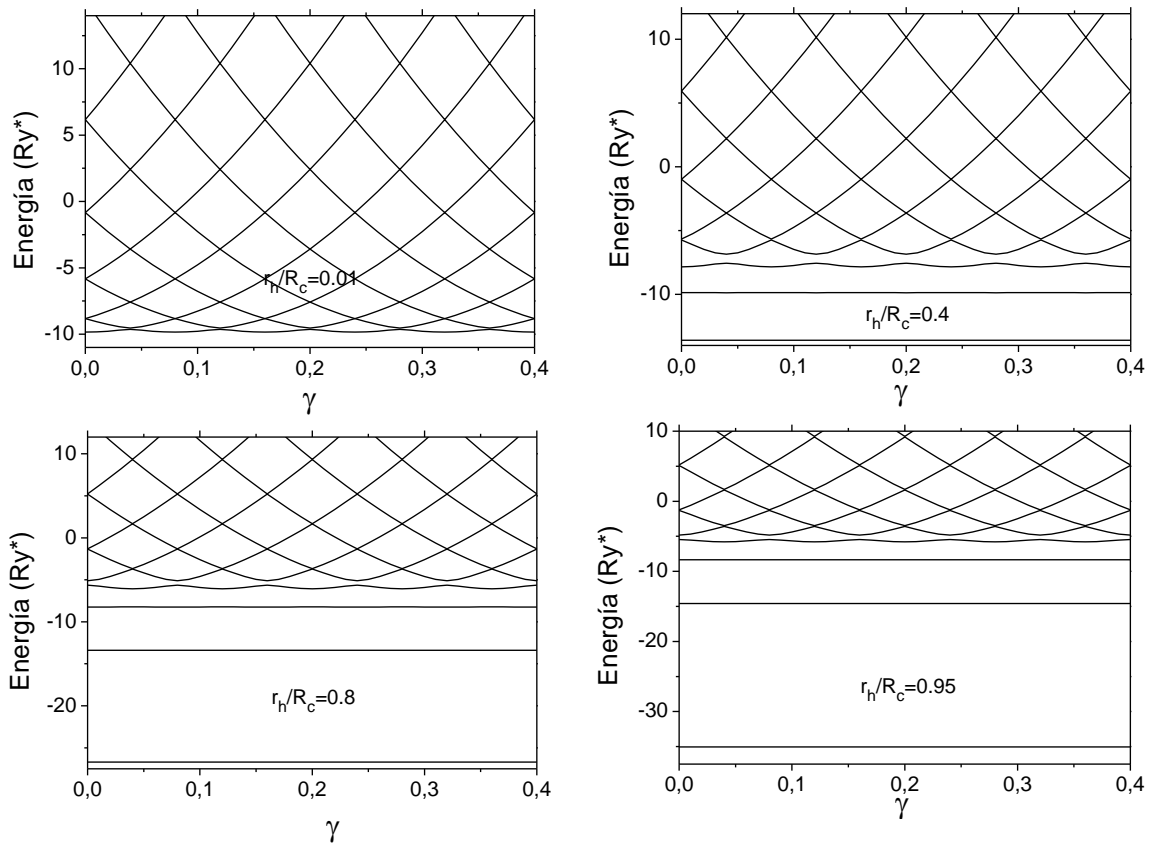 10
5
0
-5
-10
Energía (Ry*)
r_h/R_c=0.01
0,0 0,1 0,2 0,3 0,4
γ
10
0
-10
Energía (Ry*)
r_h/R_c=0.4
0,0 0,1 0,2 0,3 0,4
γ
10
0
-10
-20
Energía (Ry*)
r_h/R_c=0.8
0,0 0,1 0,2 0,3 0,4
γ
10
0
-10
-20
-30
Energía (Ry*)
r_h/R_c=0.95
0,0 0,1 0,2 0,3 0,4
γ